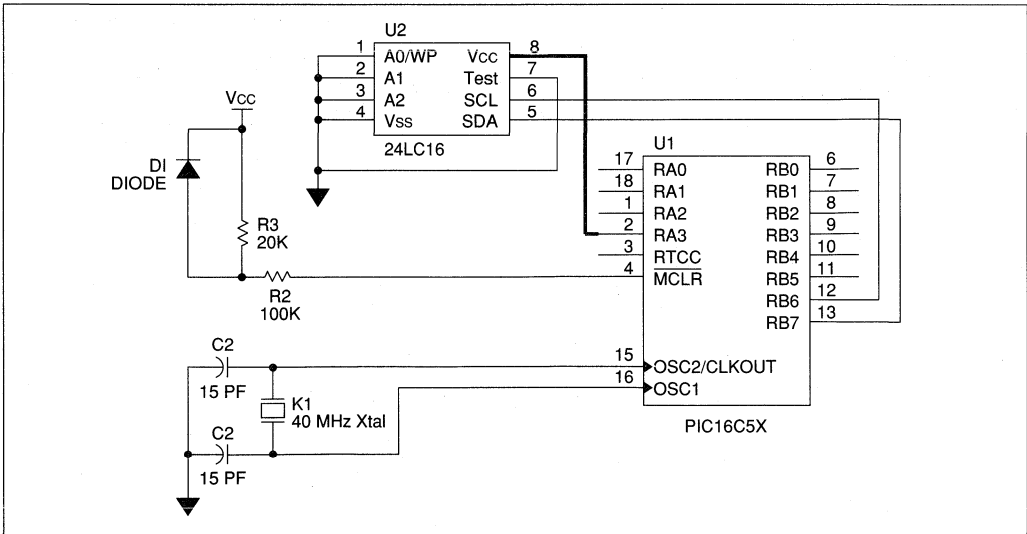 U2
1 A0/WP Vcc 8
2 A1 Test 7
3 A2 SCL 6
4 Vss SDA 5
24LC16
Vcc
DI
DIODE
R3
20K
R2
100K
U1
17 RA0 RB0 6
18 RA1 RB1 7
1 RA2 RB2 8
2 RA3 RB3 9
3 RTCC RB4 10
4 MCLR RB5 11
RB6 12
RB7 13
15 OSC2/CLKOUT
16 OSC1
PIC16C5X
C2
15 PF
K1
40 MHz Xtal
C2
15 PF